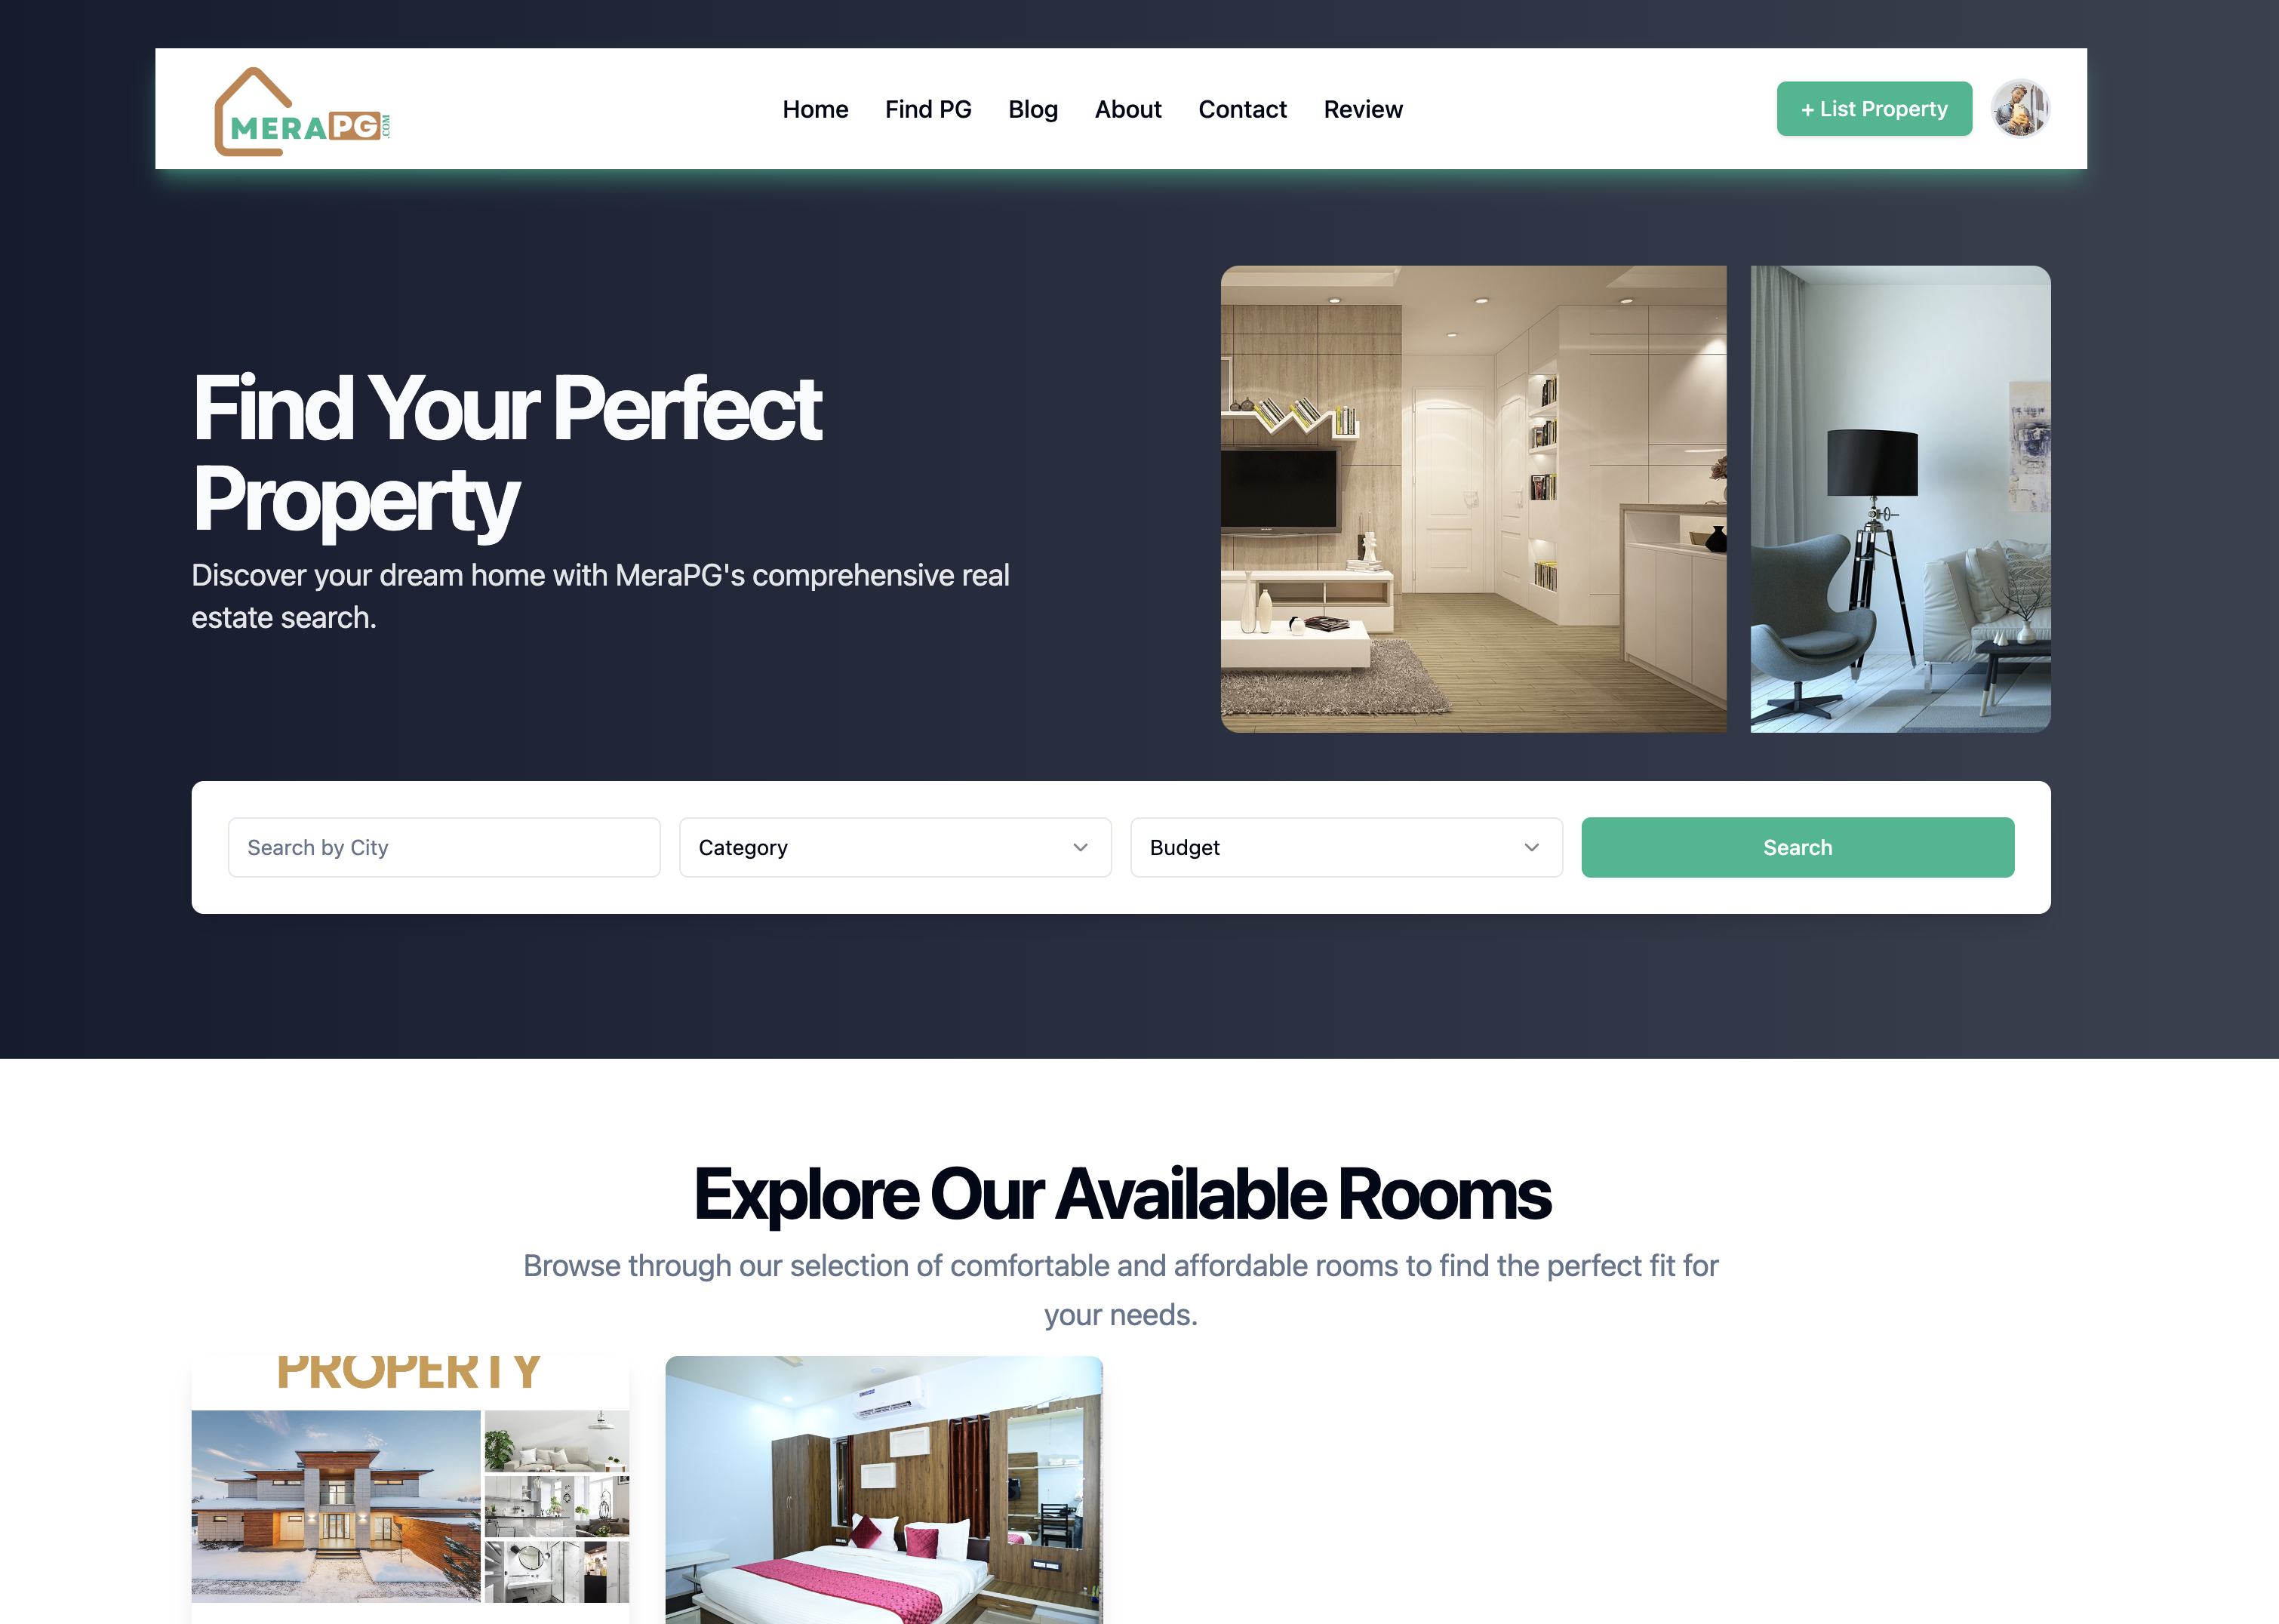 MERAPG.COM
Home
Find PG
Blog
About
Contact
Review
+ List Property
Find Your Perfect
Property
Discover your dream home with MeraPG's comprehensive real
estate search.
Search by City
Category
Budget
Search
Explore Our Available Rooms
Browse through our selection of comfortable and affordable rooms to find the perfect fit for
your needs.
PROPERTY